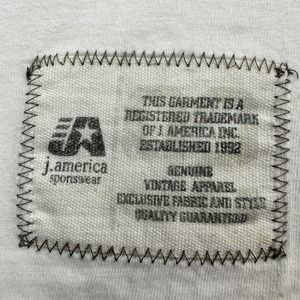 j.america
sportswear
THIS GARMENT IS A
REGISTERED TRADEMARK
OF J. AMERICA INC.
ESTABLISHED 1992
GENUINE
VINTAGE APPAREL
EXCLUSIVE FABRIC AND STYLE
QUALITY GUARANTEED